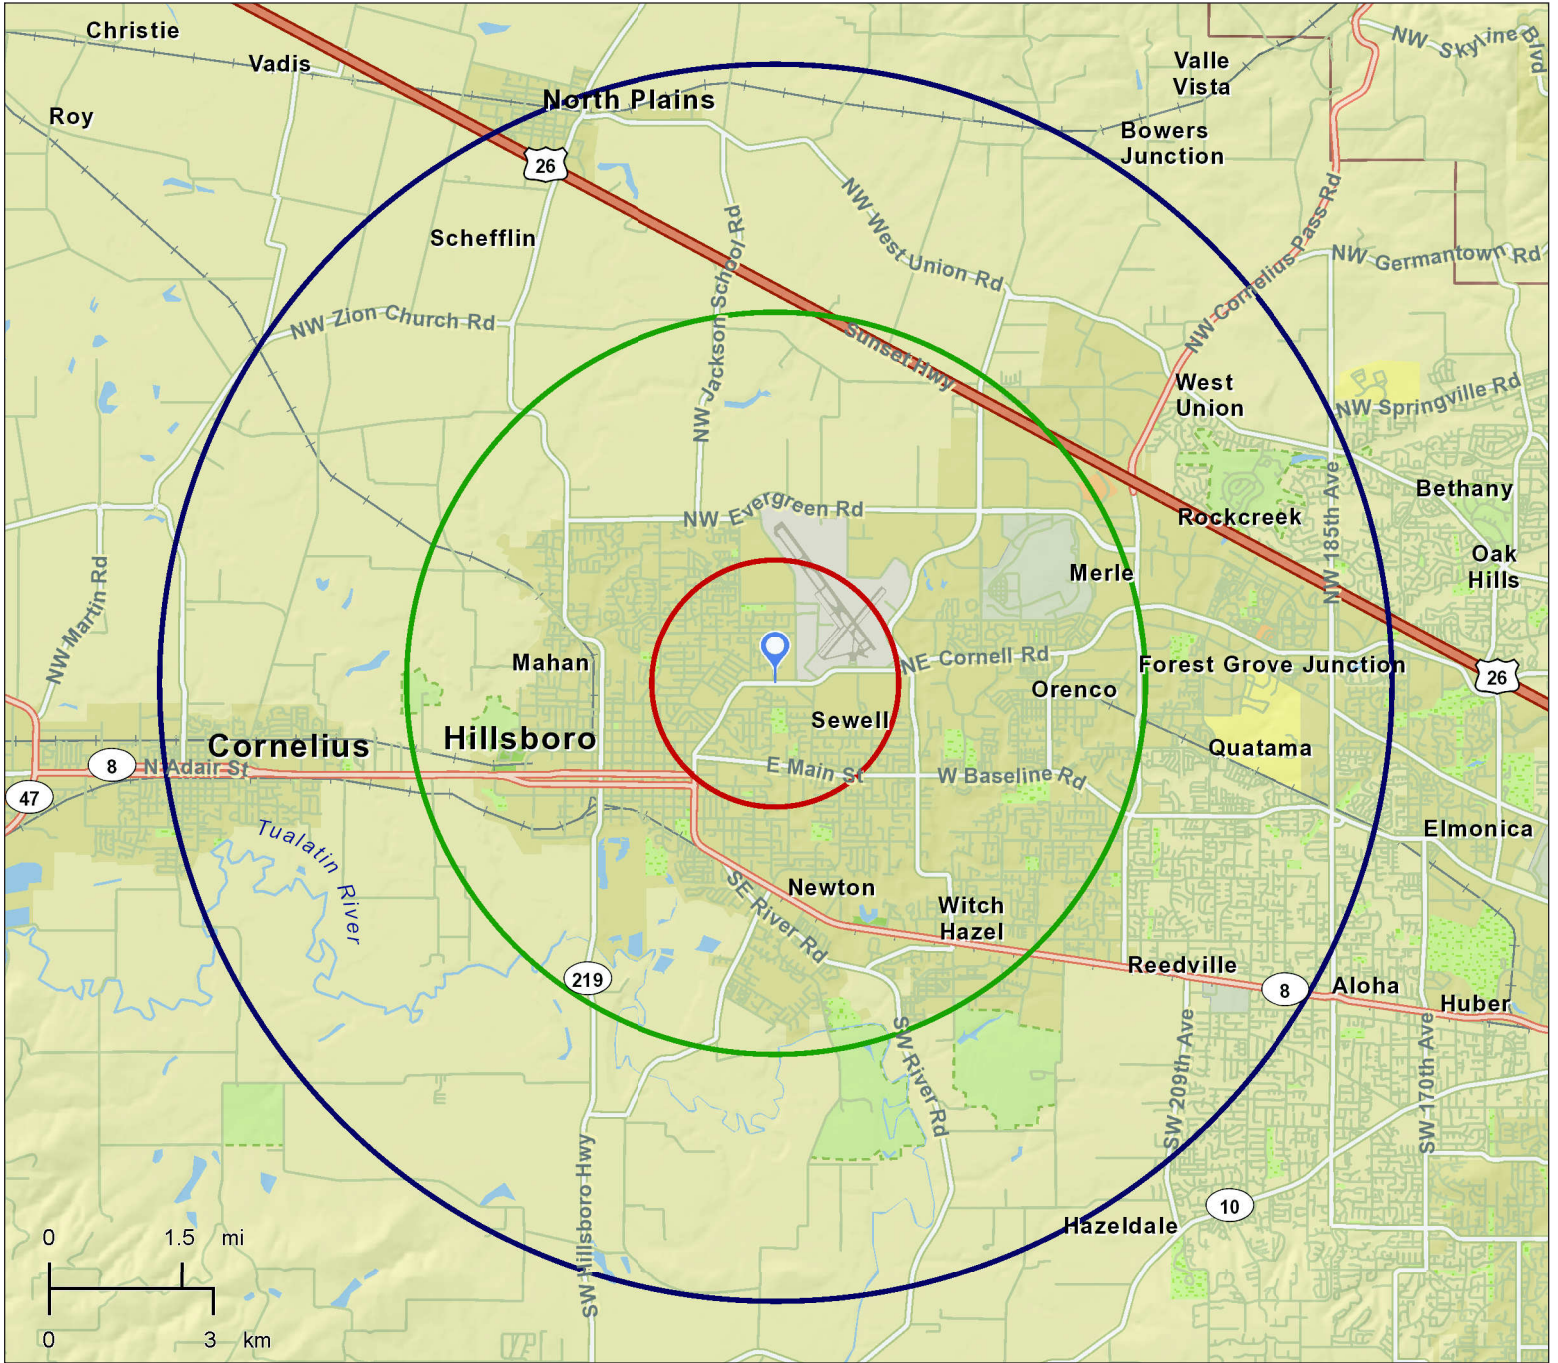 Christie
Vadis
Roy
North Plains
Valle
Vista
Bowers
Junction
NW Skyline Blvd
26
Schefflin
NW Jackson School Rd
NW West Union Rd
NW Cornelius Pass Rd
NW Germantown Rd
NW Zion Church Rd
Sunset Hwy
West
Union
NW Springville Rd
NW 185th Ave
Bethany
Rockcreek
NW Evergreen Rd
Oak
Hills
Merle
NW Martin Rd
Mahan
NE Cornell Rd
Forest Grove Junction
26
Orenco
Sewell
Cornelius
Hillsboro
Quatama
8
N Adair St
47
E Main St
W Baseline Rd
Elmonica
Tualatin River
Newton
SE River Rd
Witch
Hazel
Reedville
219
8
Aloha
Huber
SW River Rd
SW 209th Ave
SW 170th Ave
SW Hillsboro Hwy
10
Hazeldale
0 1.5 mi
0 3 km